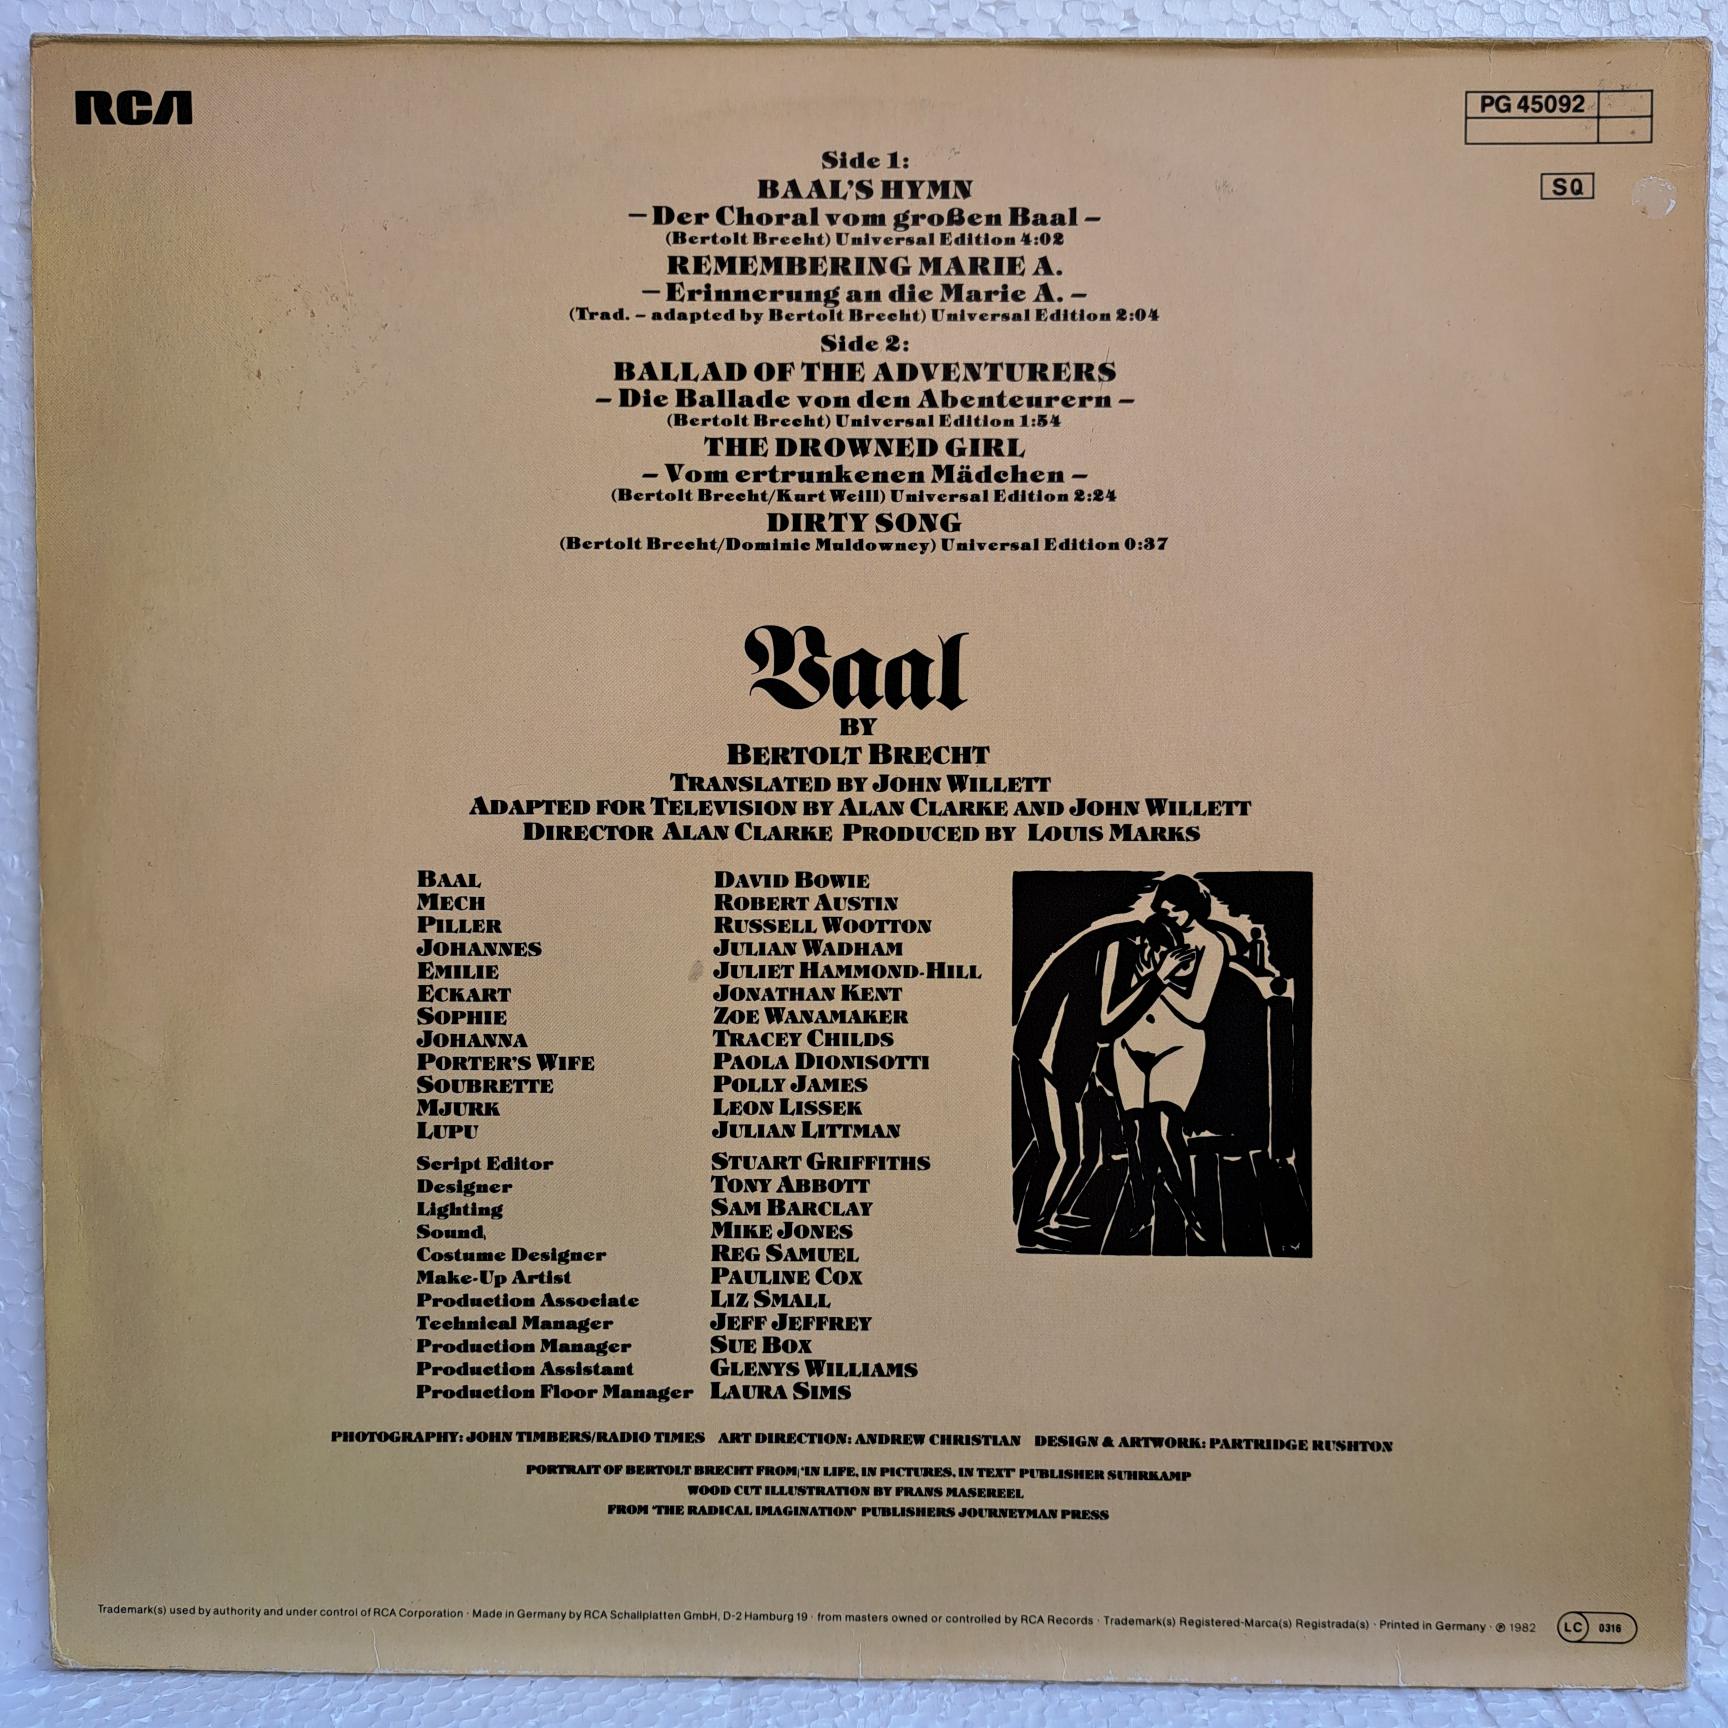 RCA
PG 45092
SQ
Side 1:
BAAL'S HYMN
– Der Choral vom großen Baal –
(Bertolt Brecht) Universal Edition 4:02
REMEMBERING MARIE A.
– Erinnerung an die Marie A. –
(Trad. – adapted by Bertolt Brecht) Universal Edition 2:04
Side 2:
BALLAD OF THE ADVENTURERS
– Die Ballade von den Abenteurern –
(Bertolt Brecht) Universal Edition 1:54
THE DROWNED GIRL
– Vom ertrunkenen Mädchen –
(Bertolt Brecht/Kurt Weill) Universal Edition 2:24
DIRTY SONG
(Bertolt Brecht/Dominic Muldowney) Universal Edition 0:37
Baal
BY
BERTOLT BRECHT
TRANSLATED BY JOHN WILLETT
ADAPTED FOR TELEVISION BY ALAN CLARKE AND JOHN WILLETT
DIRECTOR ALAN CLARKE PRODUCED BY LOUIS MARKS
BAAL DAVID BOWIE
MECH ROBERT AUSTIN
PILLER RUSSELL WOOTTON
JOHANNES JULIAN WADHAM
EMILIE JULIET HAMMOND-HILL
ECKART JONATHAN KENT
SOPHIE ZOE WANAMAKER
JOHANNA TRACEY CHILDS
PORTER'S WIFE PAOLA DIONISOTTI
SOUBRETTE POLLY JAMES
MJURK LEON LISSEK
LUPU JULIAN LITTMAN
Script Editor STUART GRIFFITHS
Designer TONY ABBOTT
Lighting SAM BARCLAY
Sound, MIKE JONES
Costume Designer REG SAMUEL
Make-Up Artist PAULINE COX
Production Associate LIZ SMALL
Technical Manager JEFF JEFFREY
Production Manager SUE BOX
Production Assistant GLENYS WILLIAMS
Production Floor Manager LAURA SIMS
PHOTOGRAPHY: JOHN TIMBERS/RADIO TIMES ART DIRECTION: ANDREW CHRISTIAN DESIGN & ARTWORK: PARTRIDGE RUSHTON
PORTRAIT OF BERTOLT BRECHT FROM 'IN LIFE, IN PICTURES, IN TEXT' PUBLISHER SUHRKAMP
WOOD CUT ILLUSTRATION BY FRANS MASEREEL
FROM 'THE RADICAL IMAGINATION' PUBLISHERS JOURNEYMAN PRESS
Trademark(s) used by authority and under control of RCA Corporation · Made in Germany by RCA Schallplatten GmbH, D-2 Hamburg 19 · from masters owned or controlled by RCA Records · Trademark(s) Registered-Marca(s) Registrada(s) · Printed in Germany · ℗ 1982
LC 0316